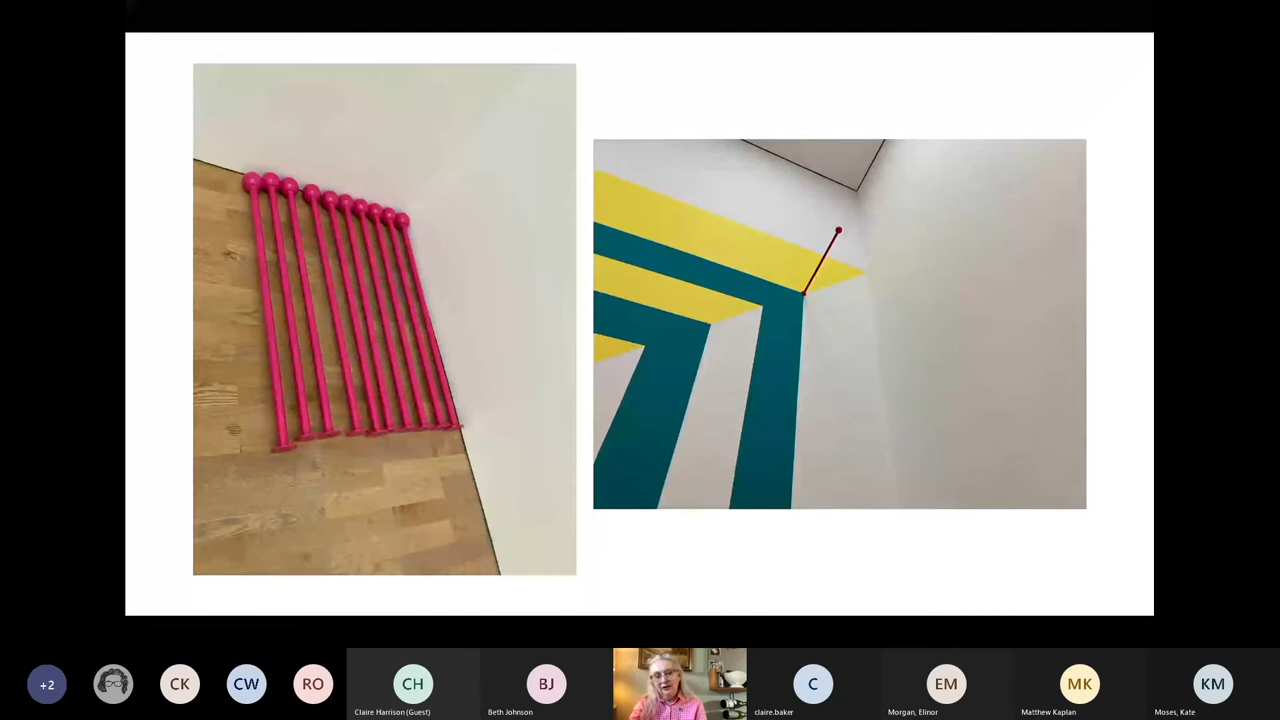 +2
CK
CW
RO
CH
Claire Harrison (Guest)
BJ
Beth Johnson
C
claire.baker
EM
Morgan, Elinor
MK
Matthew Kaplan
KM
Moses, Kate